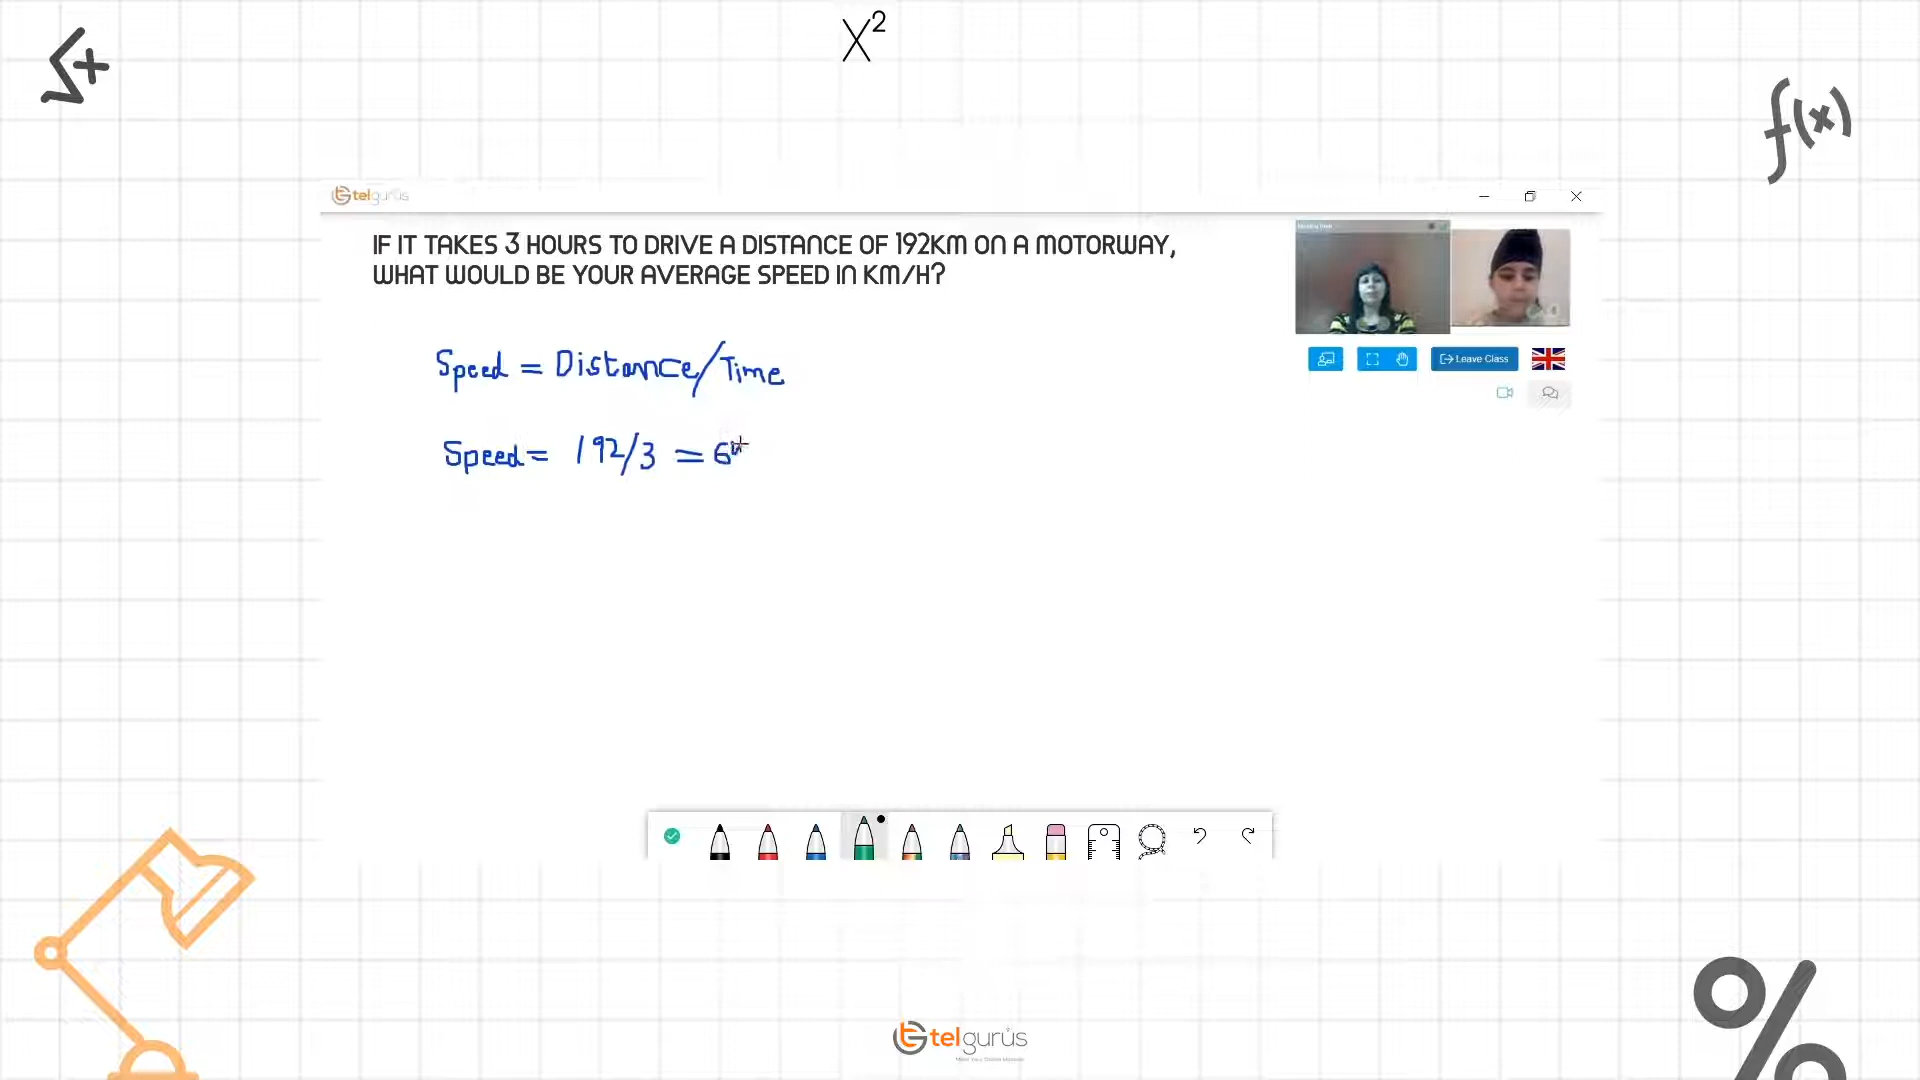 X²
√+
f(x)
telgurus
IF IT TAKES 3 HOURS TO DRIVE A DISTANCE OF 192KM ON A MOTORWAY,
WHAT WOULD BE YOUR AVERAGE SPEED IN KM/H?
Leave Class
Speed = Distance/Time
Speed = 192/3 = 64
telgurus
%